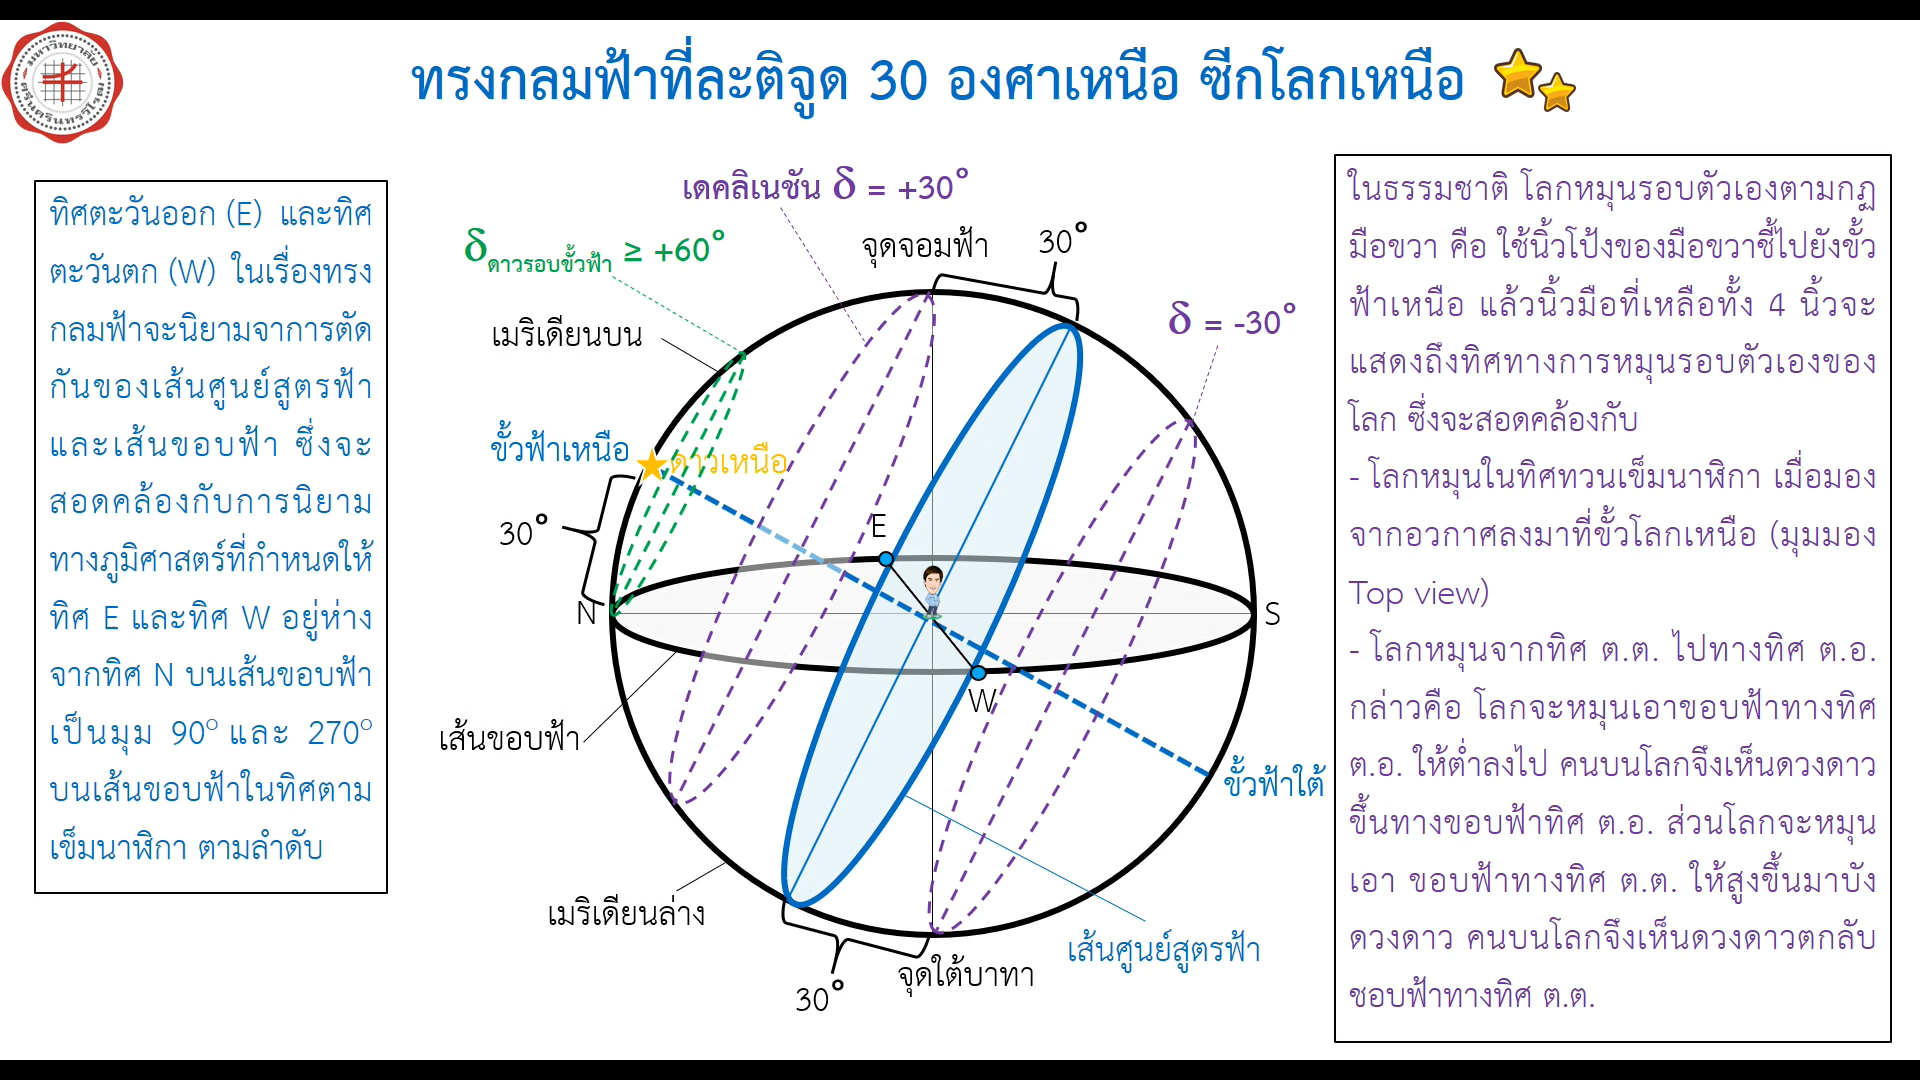 มหาวิทยาลัย
ศรีนครินทรวิโรฒ
ทรงกลมฟ้าที่ละติจูด 30 องศาเหนือ ซีกโลกเหนือ
ทิศตะวันออก (E) และทิศ
ตะวันตก (W) ในเรื่องทรง
กลมฟ้าจะนิยามจาการตัด
กันของเส้นศูนย์สูตรฟ้า
และเส้นขอบฟ้า ซึ่งจะ
สอดคล้องกับการนิยาม
ทางภูมิศาสตร์ที่กำหนดให้
ทิศ E และทิศ W อยู่ห่าง
จากทิศ N บนเส้นขอบฟ้า
เป็นมุม 90° และ 270°
บนเส้นขอบฟ้าในทิศตาม
เข็มนาฬิกา ตามลำดับ
เดคลิเนชัน δ = +30°
δดาวรอบขั้วฟ้า ≥ +60°
จุดจอมฟ้า
30°
δ = -30°
เมริเดียนบน
ขั้วฟ้าเหนือ
ดาวเหนือ
30°
E
N
S
W
เส้นขอบฟ้า
ขั้วฟ้าใต้
เมริเดียนล่าง
เส้นศูนย์สูตรฟ้า
จุดใต้บาทา
30°
ในธรรมชาติ โลกหมุนรอบตัวเองตามกฏ
มือขวา คือ ใช้นิ้วโป้งของมือขวาชี้ไปยังขั้ว
ฟ้าเหนือ แล้วนิ้วมือที่เหลือทั้ง 4 นิ้วจะ
แสดงถึงทิศทางการหมุนรอบตัวเองของ
โลก ซึ่งจะสอดคล้องกับ
- โลกหมุนในทิศทวนเข็มนาฬิกา เมื่อมอง
จากอวกาศลงมาที่ขั้วโลกเหนือ (มุมมอง
Top view)
- โลกหมุนจากทิศ ต.ต. ไปทางทิศ ต.อ.
กล่าวคือ โลกจะหมุนเอาขอบฟ้าทางทิศ
ต.อ. ให้ต่ำลงไป คนบนโลกจึงเห็นดวงดาว
ขึ้นทางขอบฟ้าทิศ ต.อ. ส่วนโลกจะหมุน
เอา ขอบฟ้าทางทิศ ต.ต. ให้สูงขึ้นมาบัง
ดวงดาว คนบนโลกจึงเห็นดวงดาวตกลับ
ชอบฟ้าทางทิศ ต.ต.